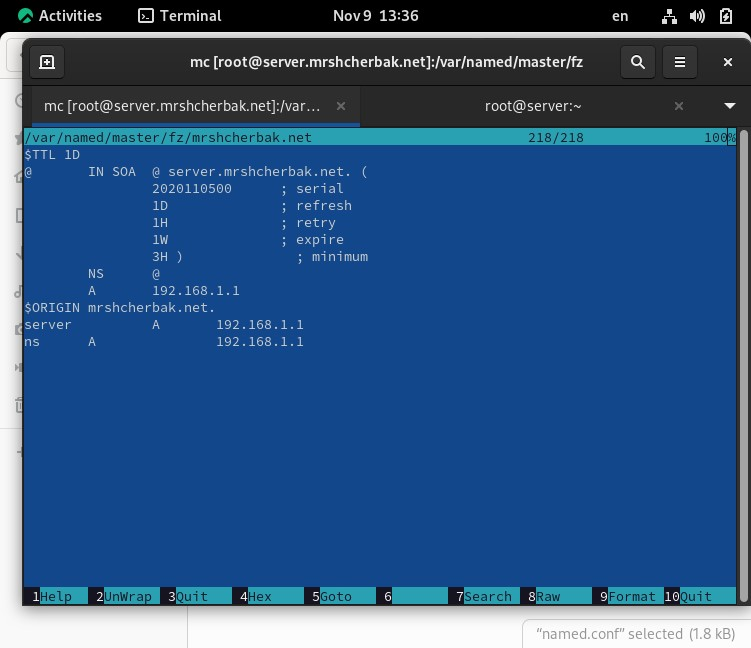 Activities Terminal Nov 9 13:36 en
mc [root@server.mrshcherbak.net]:/var/named/master/fz
mc [root@server.mrshcherbak.net]:/var… × root@server:~ ×
/var/named/master/fz/mrshcherbak.net 218/218 100%
$TTL 1D
@ IN SOA @ server.mrshcherbak.net. (
2020110500 ; serial
1D ; refresh
1H ; retry
1W ; expire
3H ) ; minimum
NS @
A 192.168.1.1
$ORIGIN mrshcherbak.net.
server A 192.168.1.1
ns A 192.168.1.1
1Help 2UnWrap 3Quit 4Hex 5Goto 6 7Search 8Raw 9Format 10Quit
“named.conf” selected (1.8 kB)